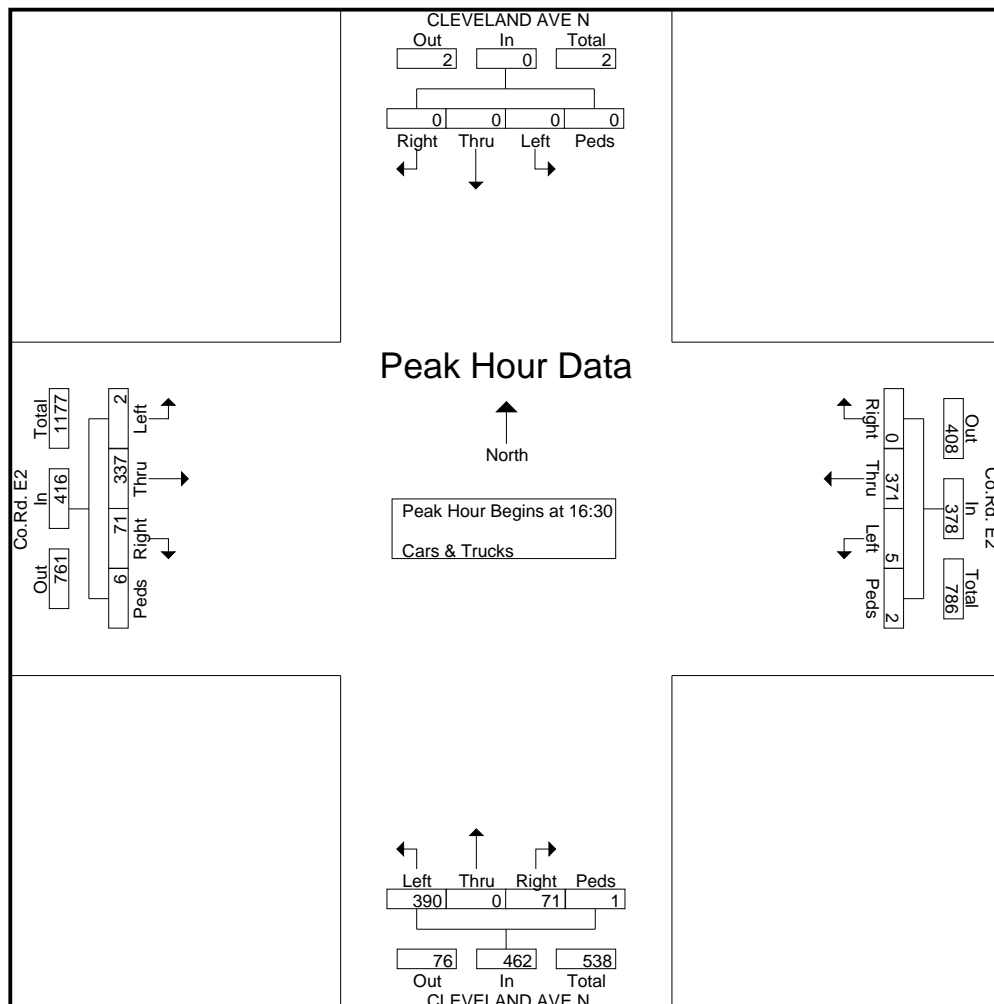 CLEVELAND AVE N
Out In Total
2 0 2
0 0 0 0
Right Thru Left Peds
Peak Hour Data
North
Peak Hour Begins at 16:30
Cars & Trucks
Co.Rd. E2
Out In Total
761 416 1177
Left Thru Right Peds
2 337 71 6
Co.Rd. E2
Out In Total
408 378 786
Right Thru Left Peds
0 371 5 2
Left Thru Right Peds
390 0 71 1
76 462 538
Out In Total
CLEVELAND AVE N